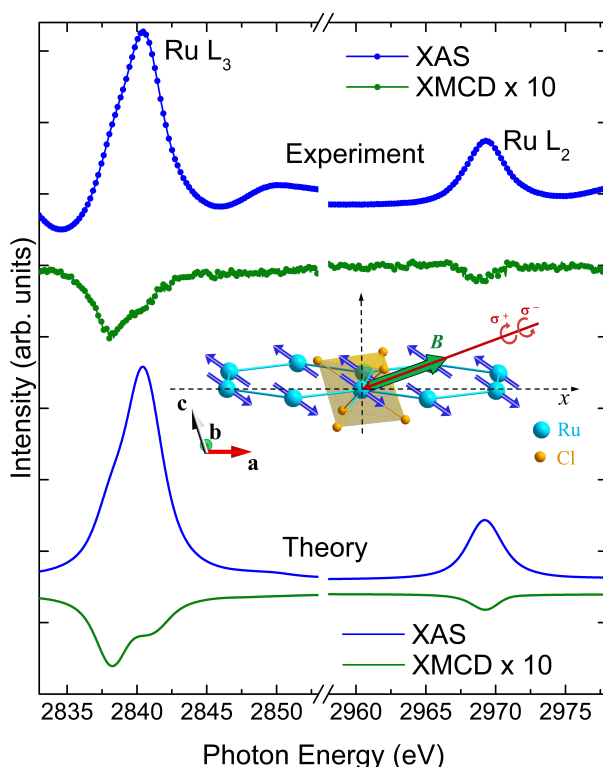 Ru L₃
XAS
XMCD x 10
Experiment
Ru L₂
Intensity (arb. units)
σ⁺ σ⁻
B
x
c
b
a
Ru
Cl
Theory
XAS
XMCD x 10
2835 2840 2845 2850 2960 2965 2970 2975
Photon Energy (eV)